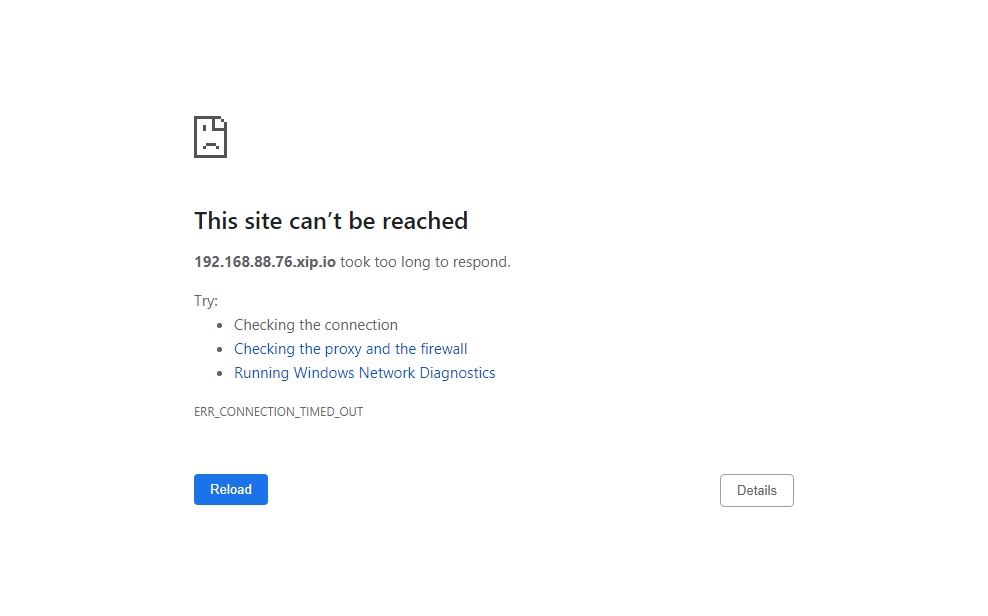 This site can’t be reached
192.168.88.76.xip.io took too long to respond.
Try:
• Checking the connection
• Checking the proxy and the firewall
• Running Windows Network Diagnostics
ERR_CONNECTION_TIMED_OUT
Reload
Details